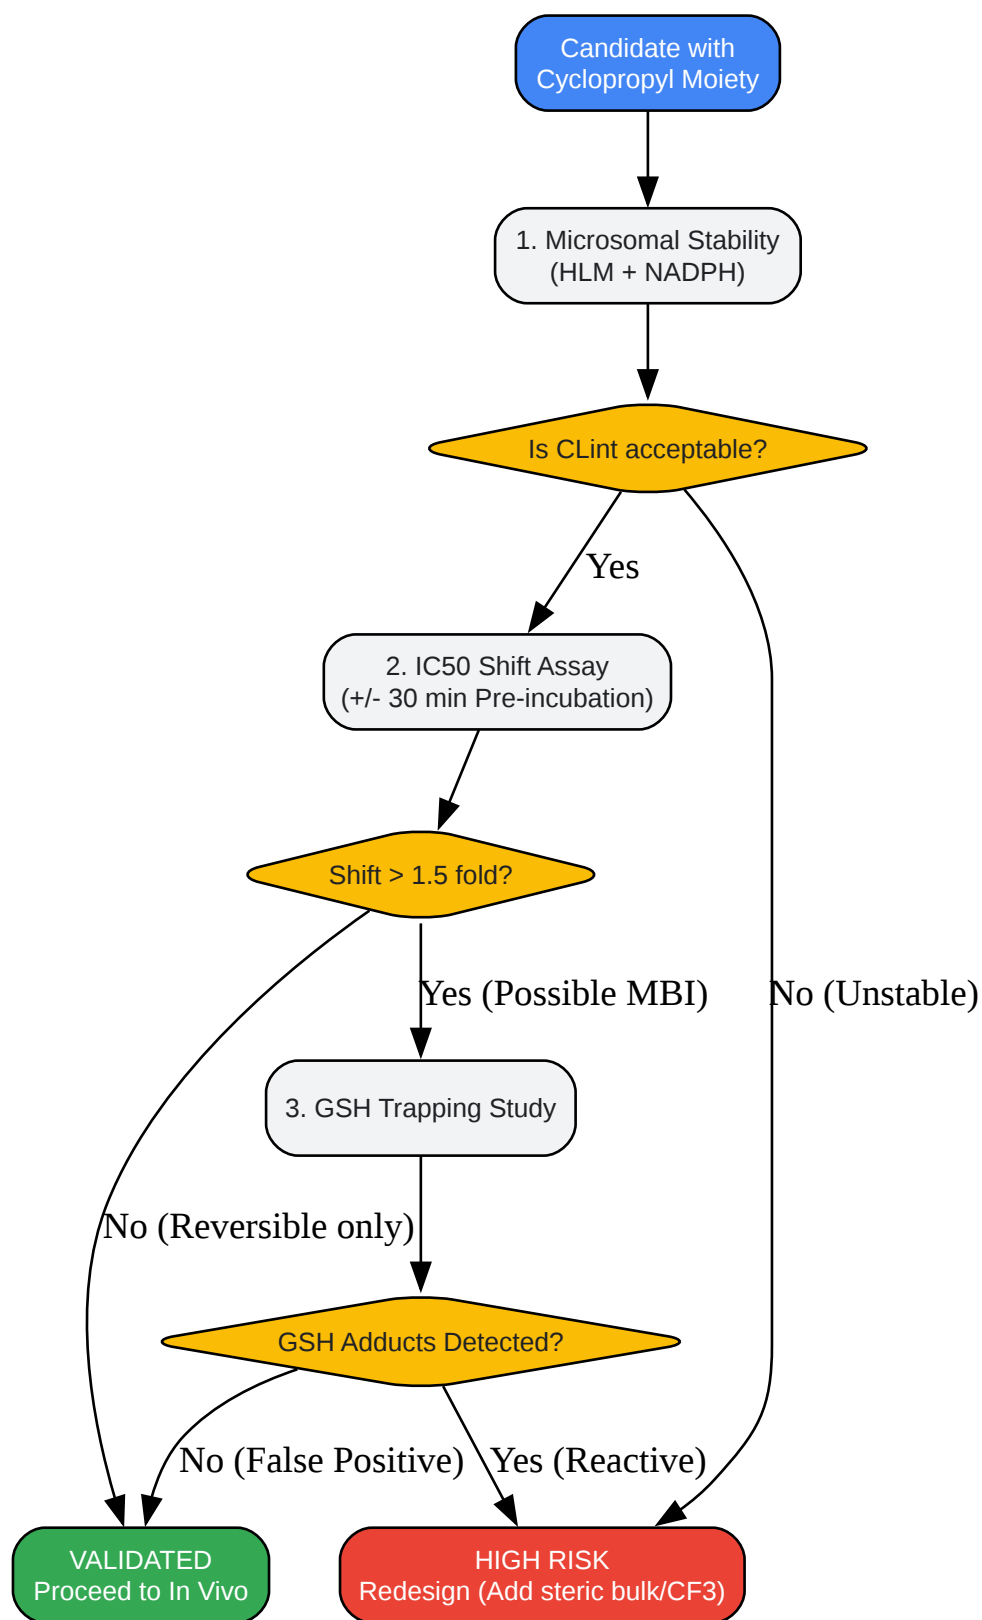 Candidate with
Cyclopropyl Moiety
1. Microsomal Stability
(HLM + NADPH)
Is CLint acceptable?
Yes
2. IC50 Shift Assay
(+/- 30 min Pre-incubation)
Shift > 1.5 fold?
Yes (Possible MBI)
No (Unstable)
3. GSH Trapping Study
No (Reversible only)
GSH Adducts Detected?
No (False Positive)
Yes (Reactive)
VALIDATED
Proceed to In Vivo
HIGH RISK
Redesign (Add steric bulk/CF3)